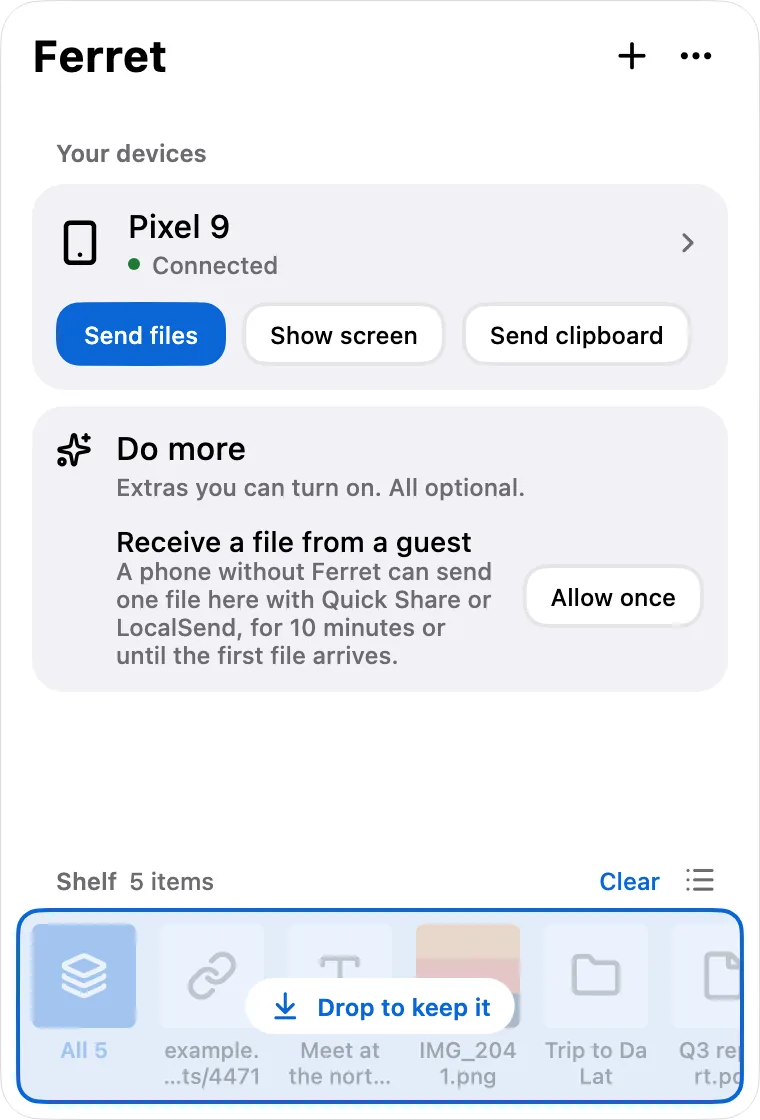 Ferret
Your devices
Pixel 9
Connected
Send files
Show screen
Send clipboard
Do more
Extras you can turn on. All optional.
Receive a file from a guest
A phone without Ferret can send
one file here with Quick Share or
LocalSend, for 10 minutes or
until the first file arrives.
Allow once
Shelf 5 items
Clear
Drop to keep it
All 5
example.
...ts/4471
Meet at
the nort...
IMG_204
1.png
Trip to Da
Lat
Q3 rep
rt.pd